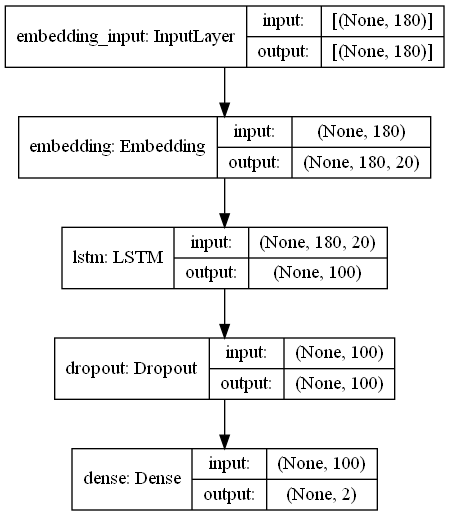 embedding_input: InputLayer
input: [(None, 180)]
output: [(None, 180)]
embedding: Embedding
input: (None, 180)
output: (None, 180, 20)
lstm: LSTM
input: (None, 180, 20)
output: (None, 100)
dropout: Dropout
input: (None, 100)
output: (None, 100)
dense: Dense
input: (None, 100)
output: (None, 2)